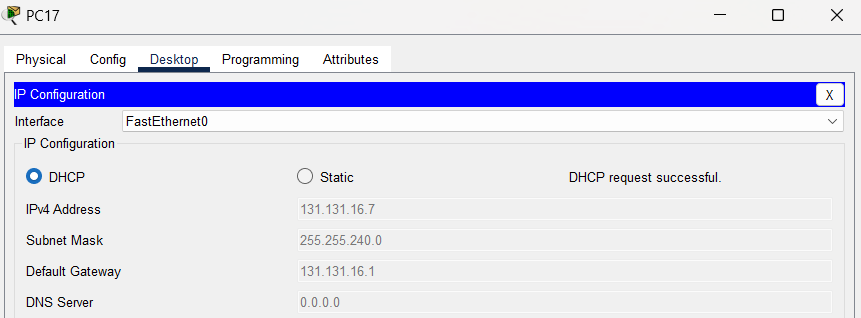 PC17
Physical Config Desktop Programming Attributes
IP Configuration X
Interface FastEthernet0
IP Configuration
DHCP Static DHCP request successful.
IPv4 Address 131.131.16.7
Subnet Mask 255.255.240.0
Default Gateway 131.131.16.1
DNS Server 0.0.0.0